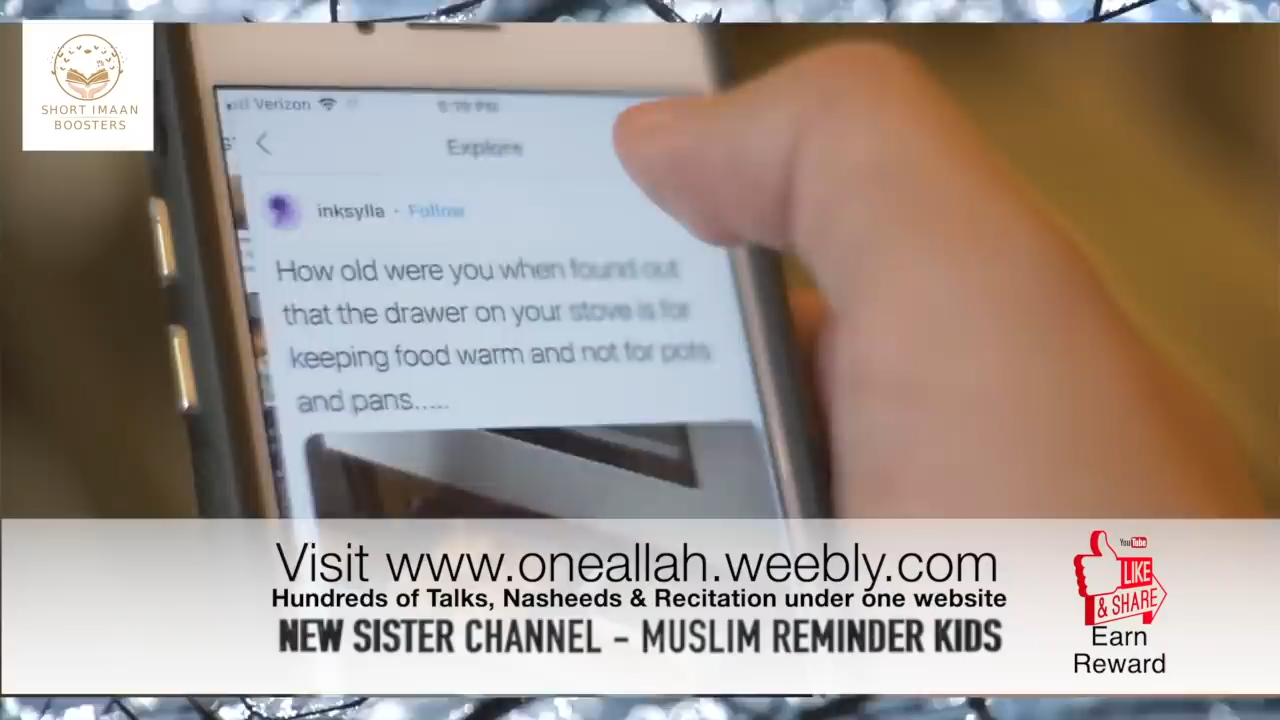 SHORT IMAAN
BOOSTERS
Verizon
Explore
inksylla · Follow
How old were you when found out
that the drawer on your stove is for
keeping food warm and not for pots
and pans.....
Visit www.oneallah.weebly.com
Hundreds of Talks, Nasheeds & Recitation under one website
NEW SISTER CHANNEL - MUSLIM REMINDER KIDS
YouTube
LIKE
& SHARE
Earn
Reward